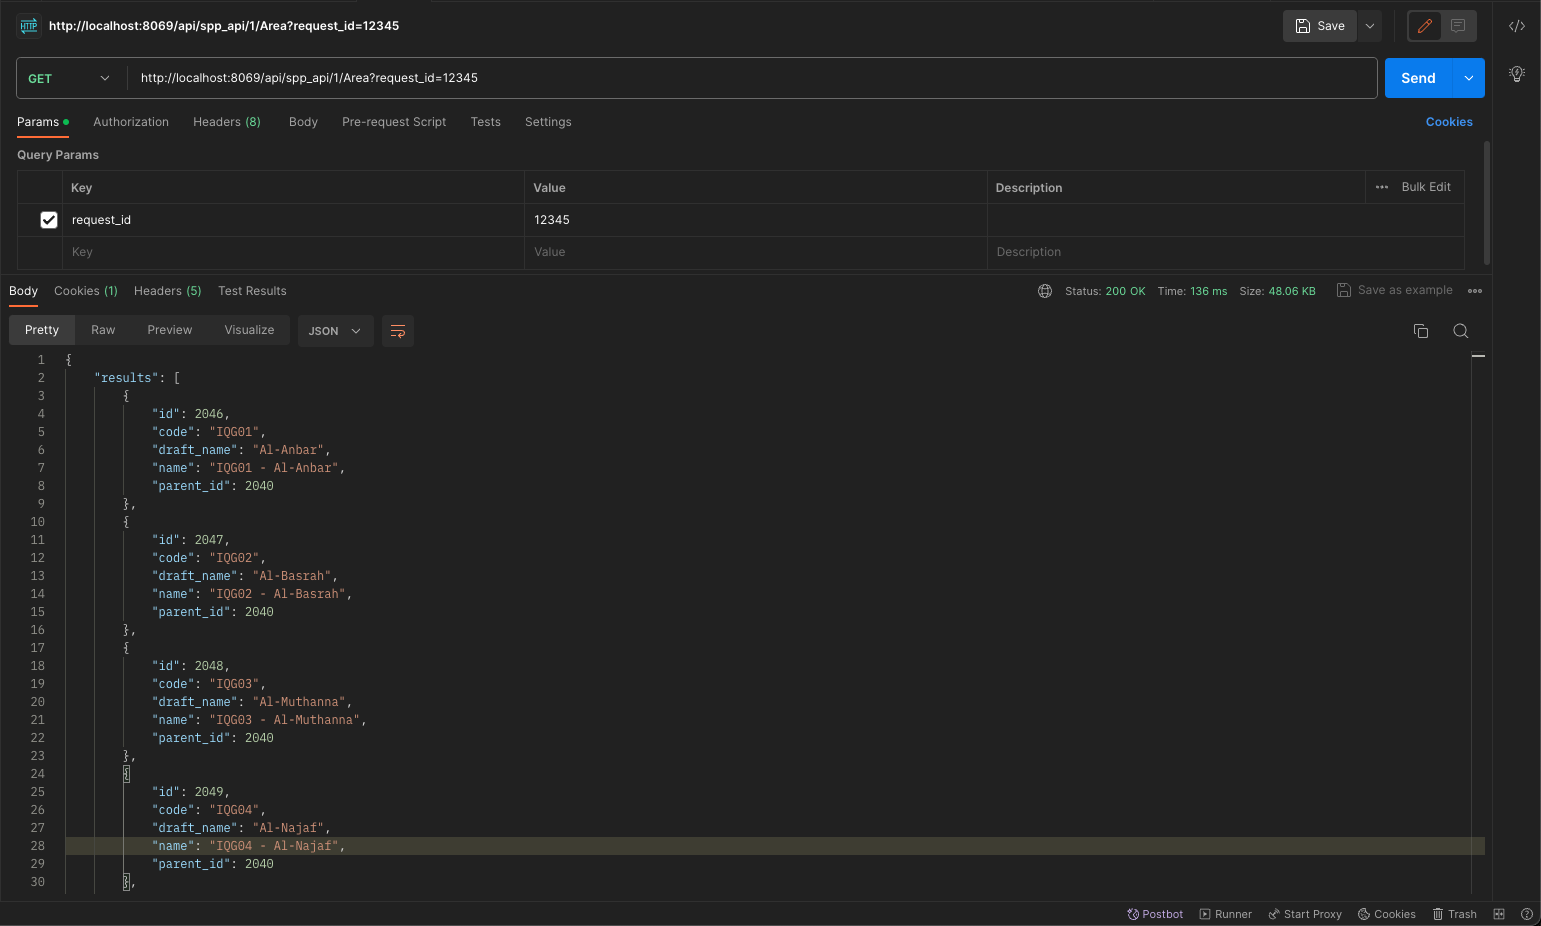 HTTP http://localhost:8069/api/spp_api/1/Area?request_id=12345 Save
GET http://localhost:8069/api/spp_api/1/Area?request_id=12345 Send
Params Authorization Headers (8) Body Pre-request Script Tests Settings Cookies
Query Params
Key Value Description ••• Bulk Edit
request_id 12345
Key Value Description
Body Cookies (1) Headers (5) Test Results Status: 200 OK Time: 136 ms Size: 48.06 KB Save as example •••
Pretty Raw Preview Visualize JSON
1 {
2 "results": [
3 {
4 "id": 2046,
5 "code": "IQG01",
6 "draft_name": "Al-Anbar",
7 "name": "IQG01 - Al-Anbar",
8 "parent_id": 2040
9 },
10 {
11 "id": 2047,
12 "code": "IQG02",
13 "draft_name": "Al-Basrah",
14 "name": "IQG02 - Al-Basrah",
15 "parent_id": 2040
16 },
17 {
18 "id": 2048,
19 "code": "IQG03",
20 "draft_name": "Al-Muthanna",
21 "name": "IQG03 - Al-Muthanna",
22 "parent_id": 2040
23 },
24 {
25 "id": 2049,
26 "code": "IQG04",
27 "draft_name": "Al-Najaf",
28 "name": "IQG04 - Al-Najaf",
29 "parent_id": 2040
30 },
Postbot Runner Start Proxy Cookies Trash